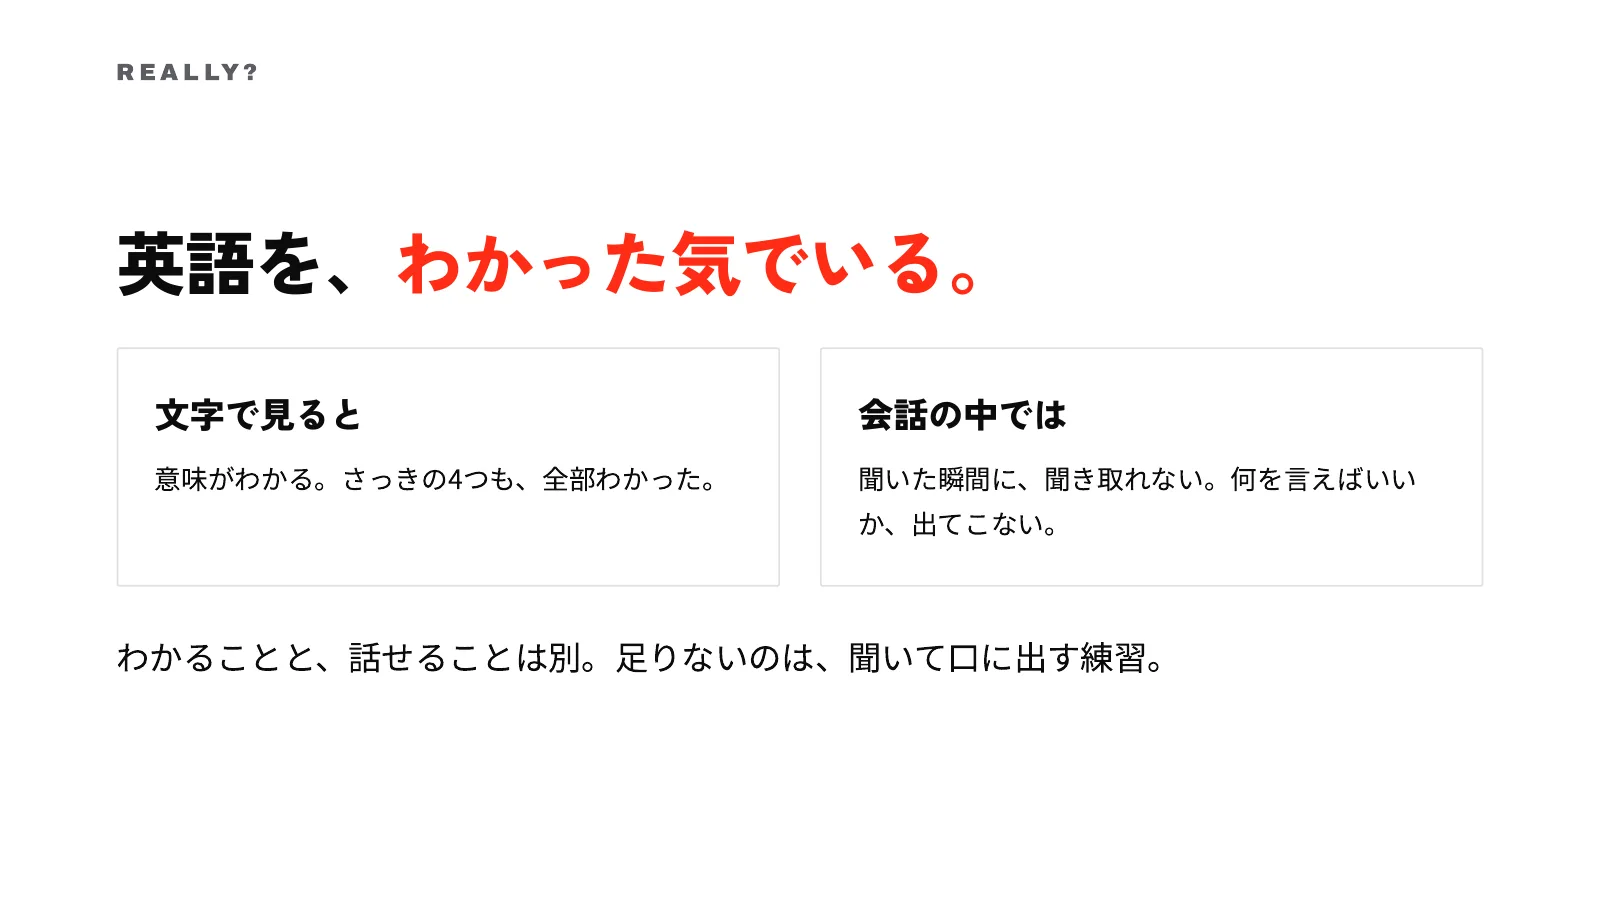 REALLY?
英語を、わかった気でいる。
文字で見ると
意味がわかる。さっきの4つも、全部わかった。
会話の中では
聞いた瞬間に、聞き取れない。何を言えばいい
か、出てこない。
わかることと、話せることは別。足りないのは、聞いて口に出す練習。